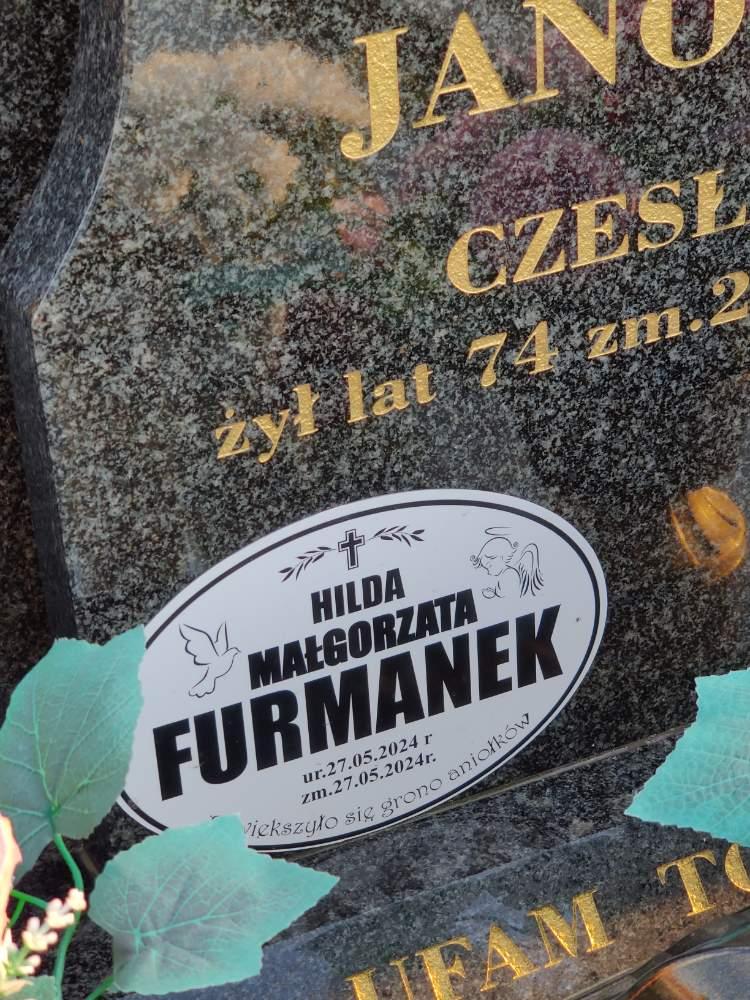 JANO
CZESŁ
żył lat 74 zm.2
HILDA
MAŁGORZATA
FURMANEK
ur.27.05.2024 r
zm.27.05.2024r.
większyło się grono aniołków
UFAM TO